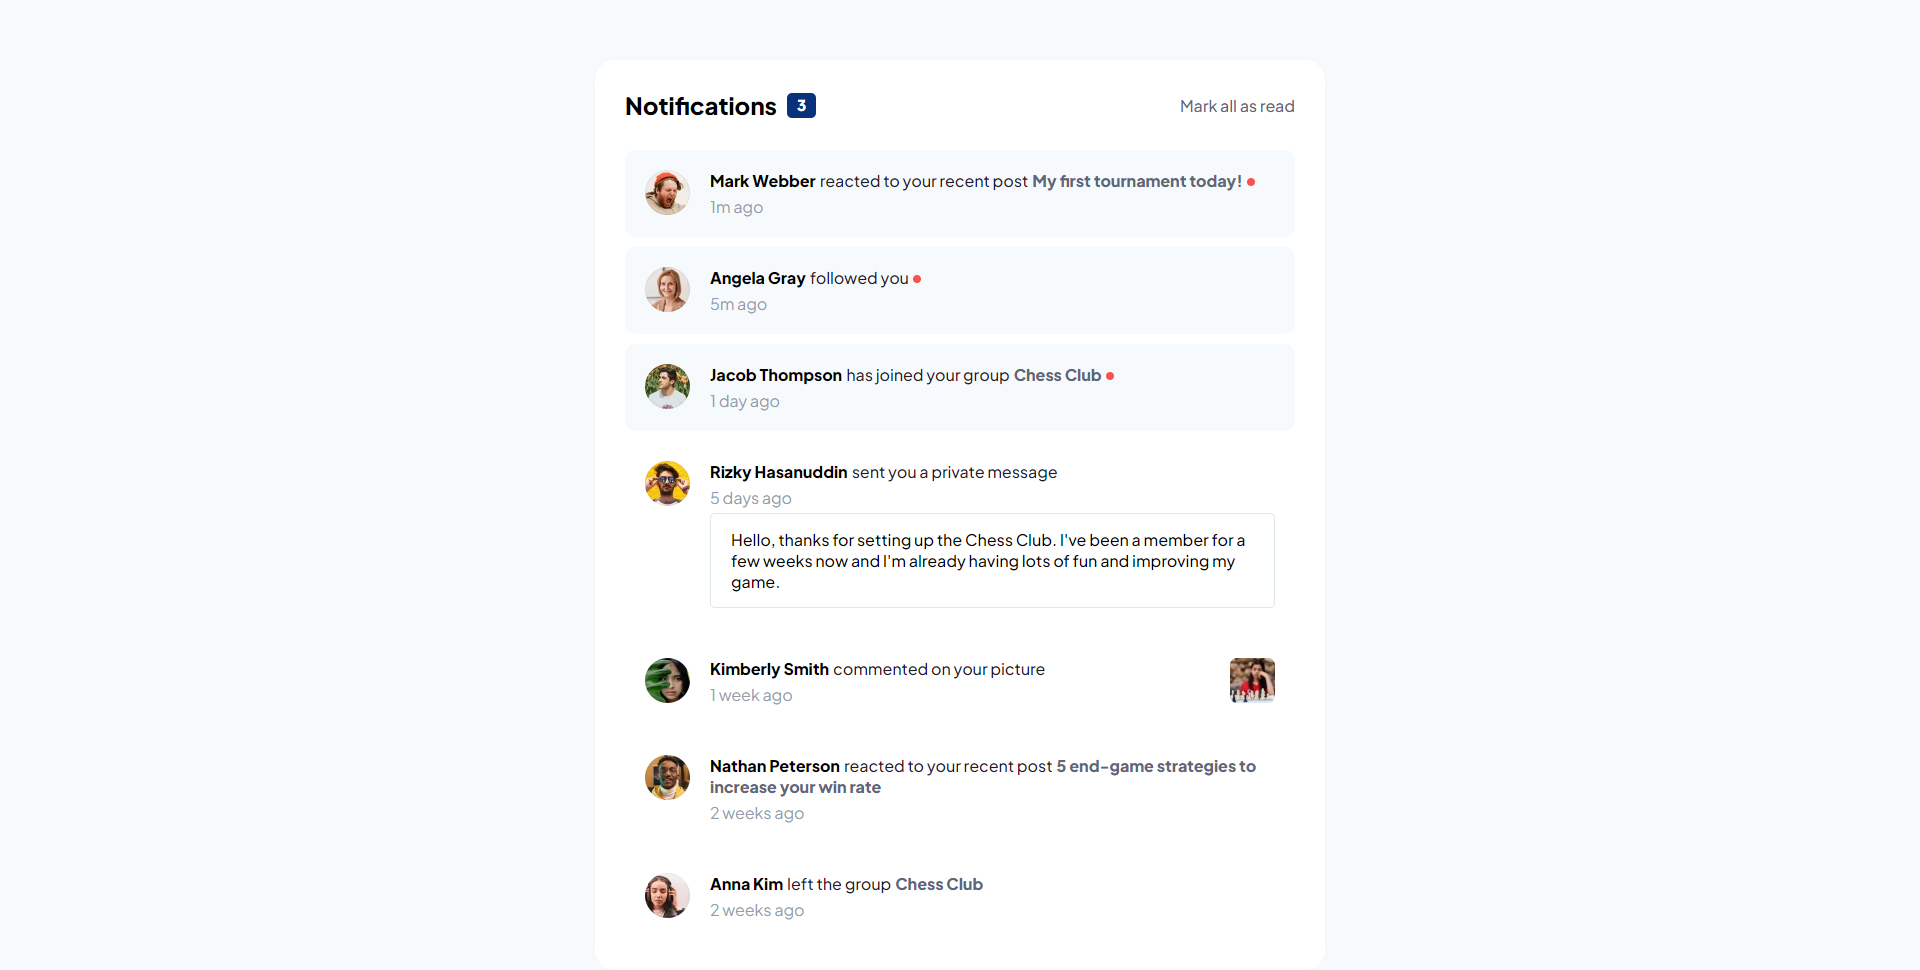 Notifications 3 Mark all as read
Mark Webber reacted to your recent post My first tournament today!
1m ago
Angela Gray followed you
5m ago
Jacob Thompson has joined your group Chess Club
1 day ago
Rizky Hasanuddin sent you a private message
5 days ago
Hello, thanks for setting up the Chess Club. I've been a member for a
few weeks now and I'm already having lots of fun and improving my
game.
Kimberly Smith commented on your picture
1 week ago
Nathan Peterson reacted to your recent post 5 end-game strategies to
increase your win rate
2 weeks ago
Anna Kim left the group Chess Club
2 weeks ago